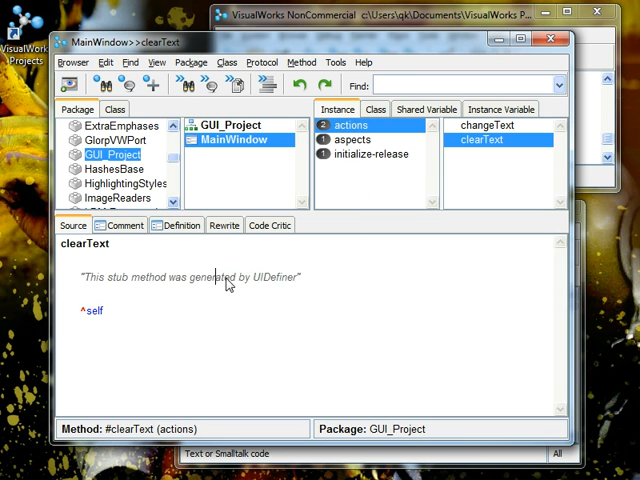 VisualWorks NonCommercial c:\Users\qk\Documents\VisualWorks P...
VisualWorks
Projects
MainWindow>>clearText
Browser Edit Find View Package Class Protocol Method Tools Help
Find:
Package Class
Instance Class Shared Variable Instance Variable
ExtraEmphases
GlorpVWPort
GUI_Project
HashesBase
HighlightingStyles
ImageReaders
GUI_Project
MainWindow
2 actions
1 aspects
1 initialize-release
changeText
clearText
Source Comment Definition Rewrite Code Critic
clearText
"This stub method was generated by UIDefiner"
^self
Method: #clearText (actions)
Package: GUI_Project
Text or Smalltalk code
All